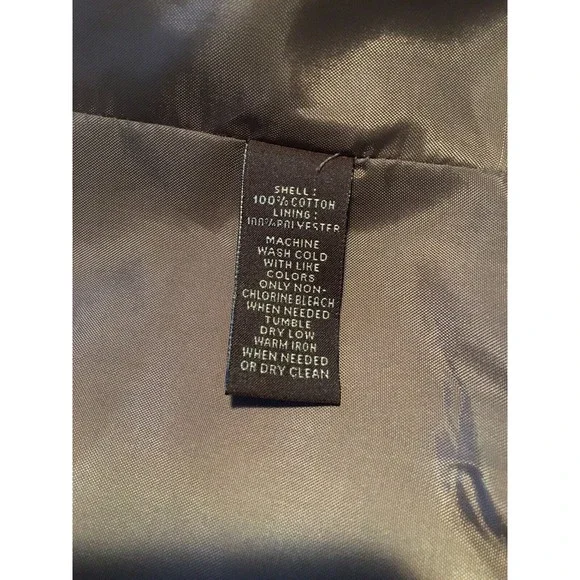 SHELL:
100% COTTON
LINING:
100% POLYESTER
MACHINE
WASH COLD
WITH LIKE
COLORS
ONLY NON-
CHLORINE BLEACH
WHEN NEEDED
TUMBLE
DRY LOW
WARM IRON
WHEN NEEDED
OR DRY CLEAN